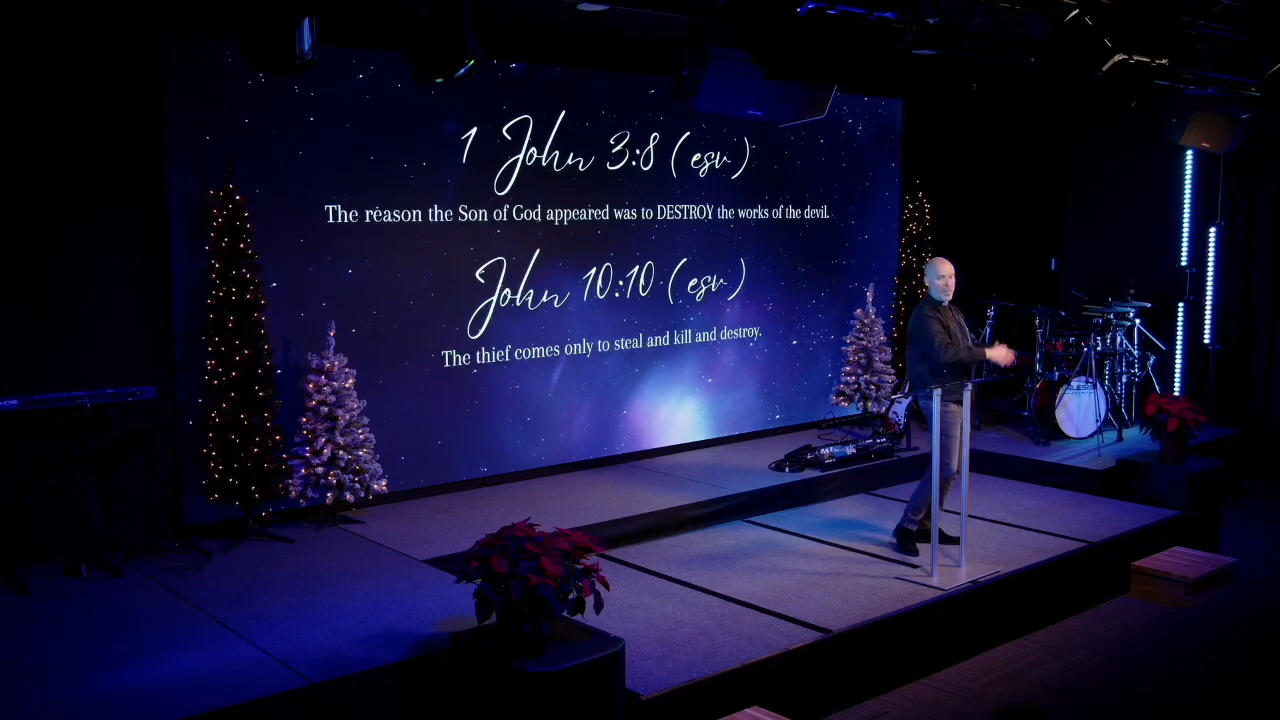 1 John 3:8 (esv)
The reason the Son of God appeared was to DESTROY the works of the devil.
John 10:10 (esv)
The thief comes only to steal and kill and destroy.